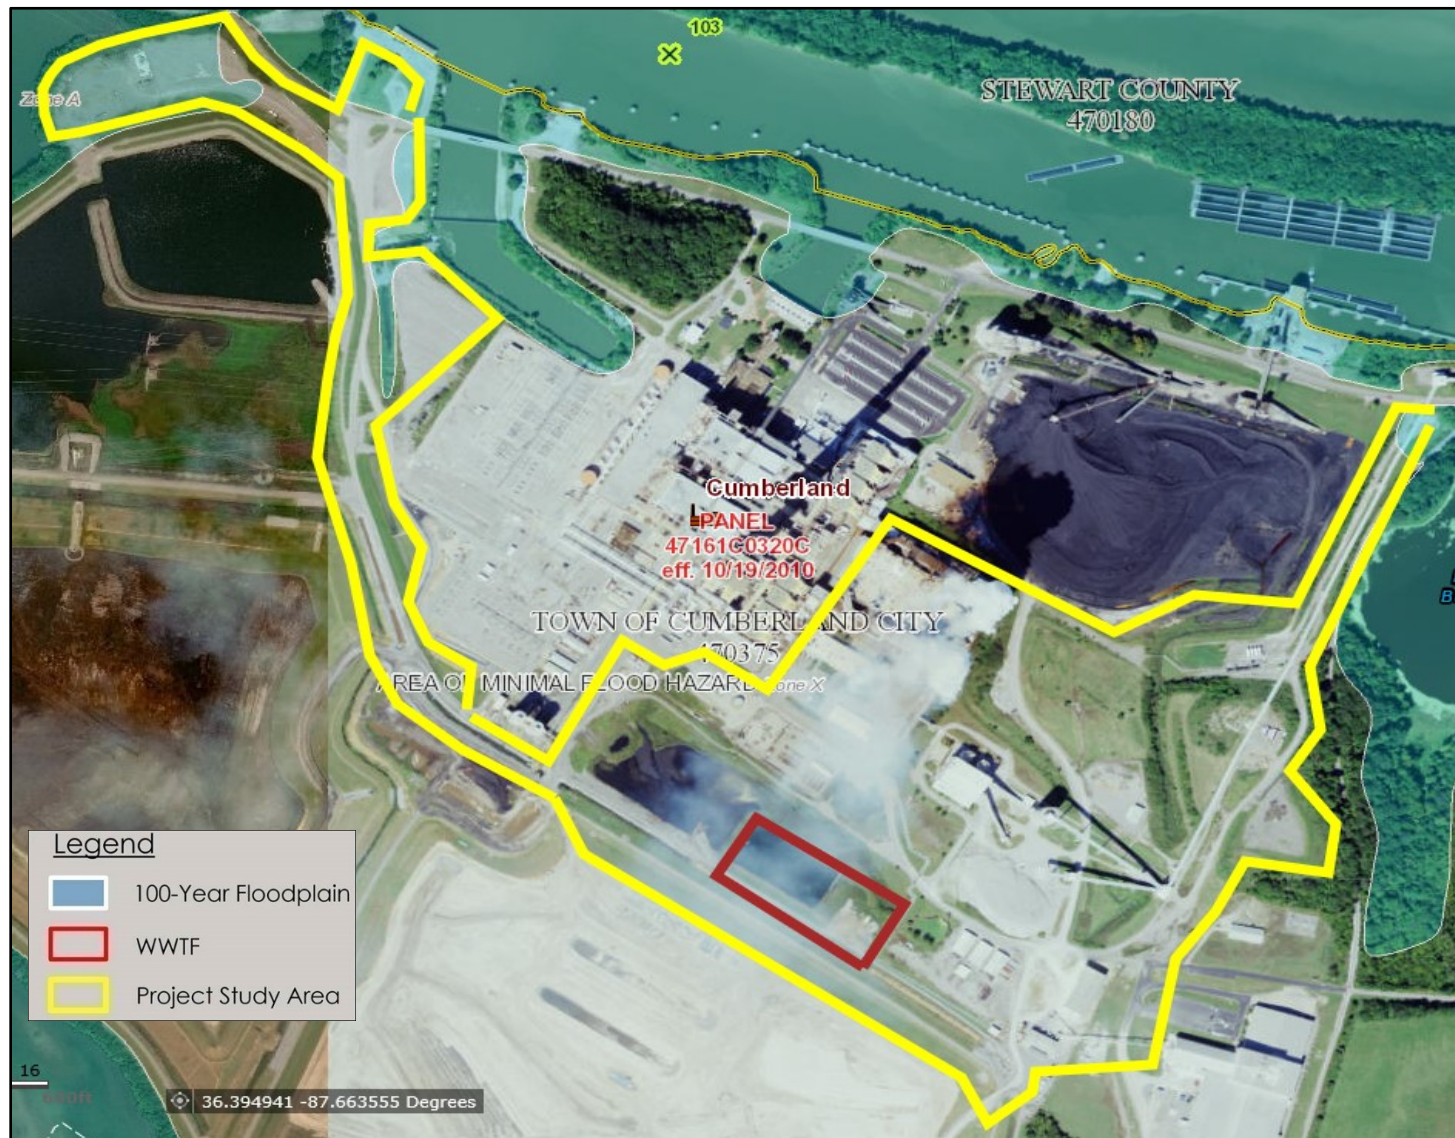 103
STEWART COUNTY
470180
Zone A
Cumberland
PANEL
47161C0320C
eff. 10/19/2010
TOWN OF CUMBERLAND CITY
470375
AREA OF MINIMAL FLOOD HAZARD Zone X
B
Legend
100-Year Floodplain
WWTF
Project Study Area
16
600ft
36.394941 -87.663555 Degrees